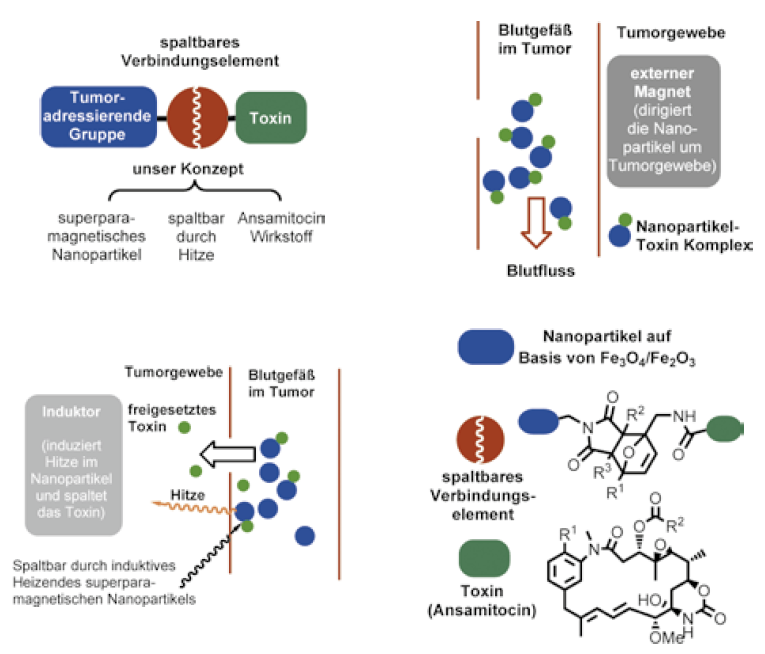 spaltbares
Verbindungselement
Tumor-
adressierende
Gruppe
Toxin
unser Konzept
superpara-
magnetisches
Nanopartikel
spaltbar
durch
Hitze
Ansamitocin
Wirkstoff
Blutgefäß
im Tumor
Tumorgewebe
externer
Magnet
(dirigiert
die Nano-
partikel um
Tumorgewebe)
Nanopartikel-
Toxin Komplex
Blutfluss
Tumorgewebe
Blutgefäß
im Tumor
Induktor
(induziert
Hitze im
Nanopartikel
und spaltet
das Toxin)
freigesetztes
Toxin
Hitze
Spaltbar durch induktives
Heizendes superpara-
magnetischen Nanopartikels
Nanopartikel auf
Basis von Fe3O4/Fe2O3
spaltbares
Verbindungs-
element
O
R2
NH
N
O
O
O
R3
R1
Toxin
(Ansamitocin)
O
R1
O
O
R2
N
O
O
HO
O
N
H
O
OMe